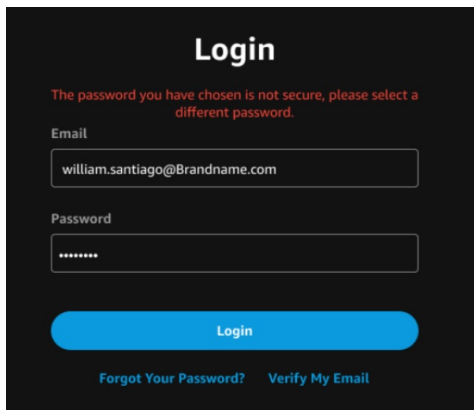 Login
The password you have chosen is not secure, please select a
different password.
Email
william.santiago@Brandname.com
Password
••••••••
Login
Forgot Your Password? Verify My Email